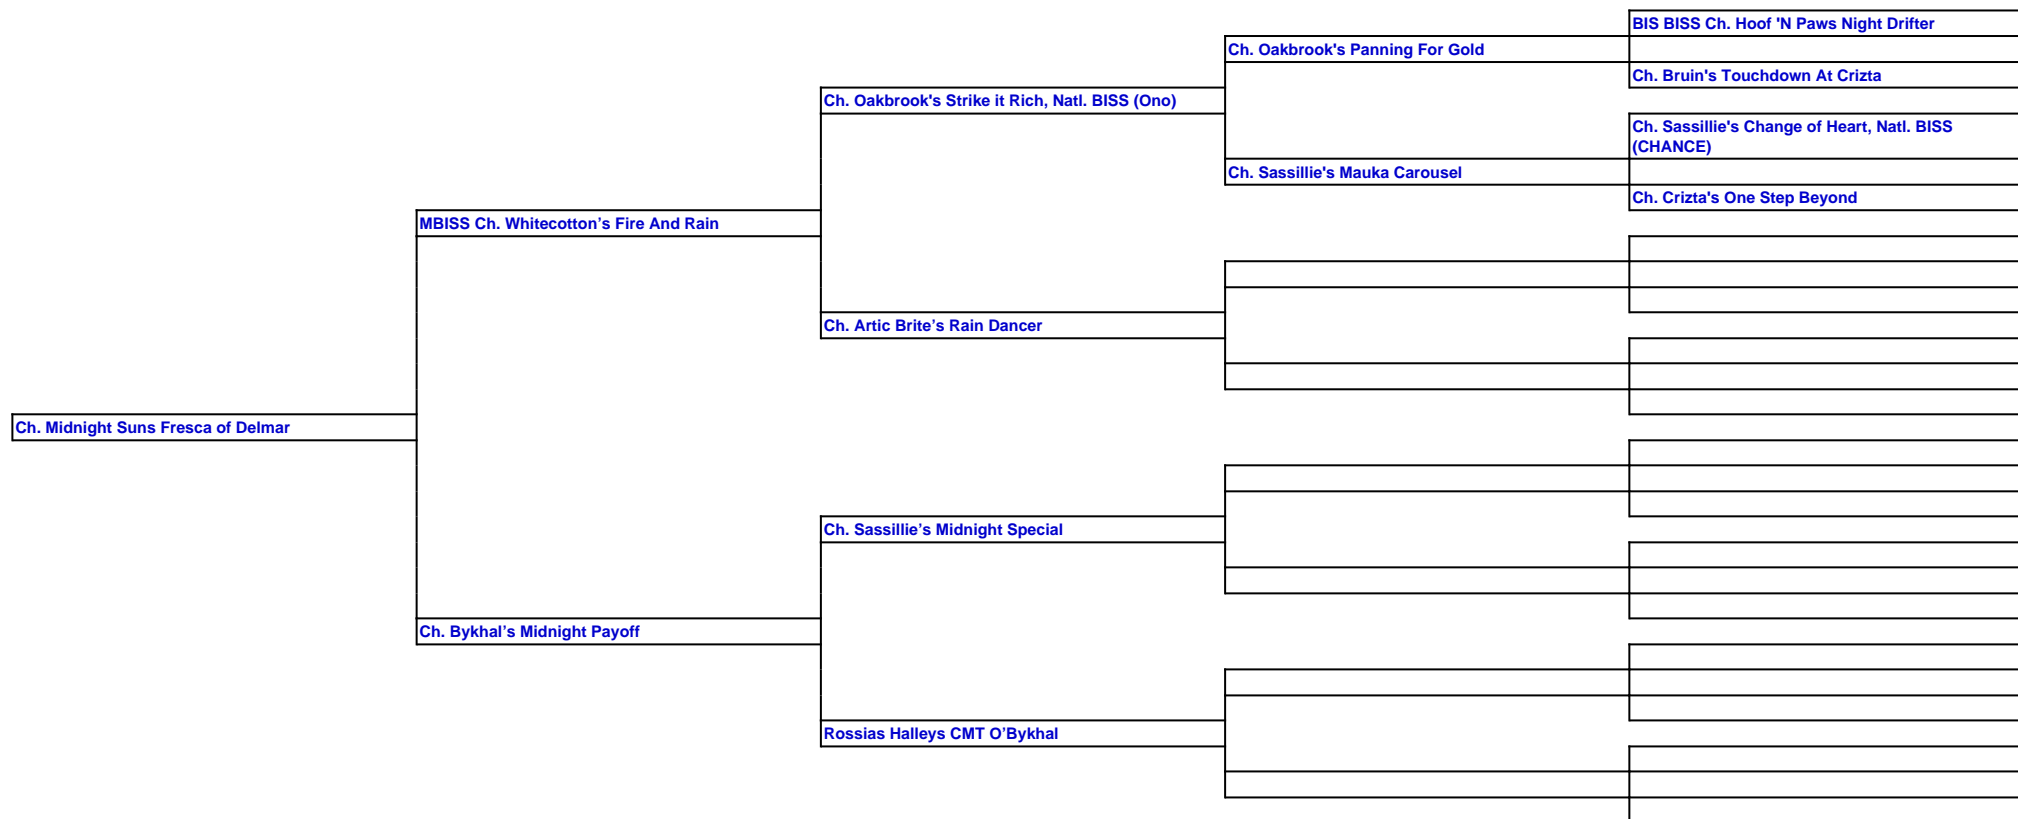 BIS BISS Ch. Hoof 'N Paws Night Drifter
Ch. Oakbrook's Panning For Gold
Ch. Bruin's Touchdown At Crizta
Ch. Oakbrook's Strike it Rich, Natl. BISS (Ono)
Ch. Sassillie's Change of Heart, Natl. BISS
(CHANCE)
Ch. Sassillie's Mauka Carousel
Ch. Crizta's One Step Beyond
MBISS Ch. Whitecotton’s Fire And Rain
Ch. Artic Brite’s Rain Dancer
Ch. Midnight Suns Fresca of Delmar
Ch. Sassillie’s Midnight Special
Ch. Bykhal’s Midnight Payoff
Rossias Halleys CMT O’Bykhal